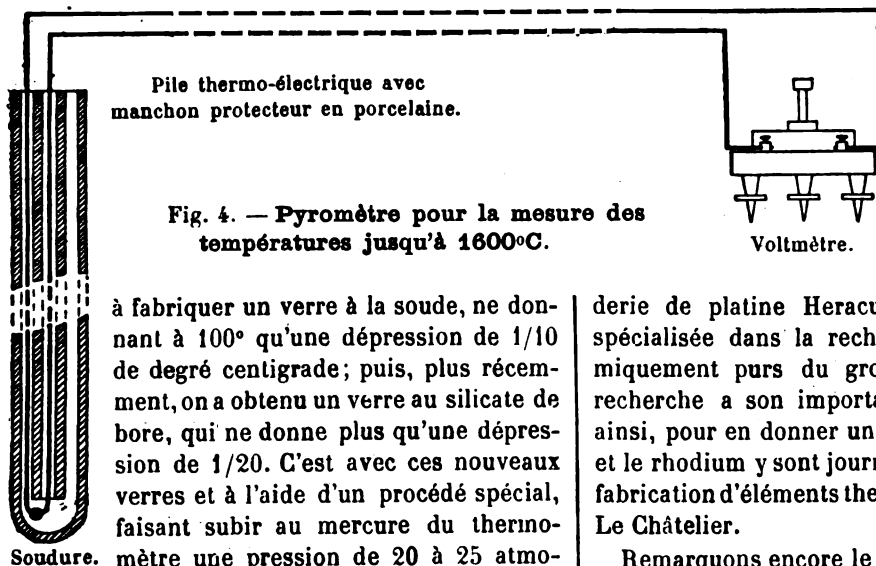 Pile thermo-électrique avec
manchon protecteur en porcelaine.
Fig. 4. — Pyromètre pour la mesure des
températures jusqu'à 1600°C.
Voltmètre.
Soudure.
à fabriquer un verre à la soude, ne don-
nant à 100° qu'une dépression de 1/10
de degré centigrade; puis, plus récem-
ment, on a obtenu un verre au silicate de
bore, qui ne donne plus qu'une dépres-
sion de 1/20. C'est avec ces nouveaux
verres et à l'aide d'un procédé spécial,
faisant subir au mercure du thermo-
mètre une pression de 20 à 25 atmo-
derie de platine Heracu
spécialisée dans la rech
miquement purs du gro
recherche a son importa
ainsi, pour en donner un
et le rhodium y sont journ
fabrication d'éléments the
Le Châtelier.
Remarquons encore le